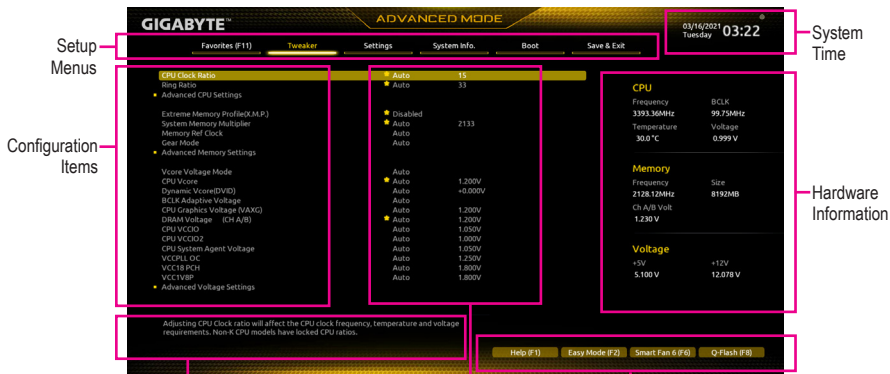 GIGABYTE™
ADVANCED MODE
03/16/2021
Tuesday
03:22
System
Time
Setup
Menus
Favorites (F11) Tweaker Settings System Info. Boot Save & Exit
Configuration
Items
CPU Clock Ratio Auto 15
Ring Ratio Auto 33
Advanced CPU Settings
Extreme Memory Profile(X.M.P.) Disabled
System Memory Multiplier Auto 2133
Memory Ref Clock Auto
Gear Mode Auto
Advanced Memory Settings
Vcore Voltage Mode Auto
CPU Vcore Auto 1.200V
Dynamic Vcore(DVID) Auto +0.000V
BCLK Adaptive Voltage Auto
CPU Graphics Voltage (VAXG) Auto 1.200V
DRAM Voltage (CH A/B) Auto 1.200V
CPU VCCIO Auto 1.050V
CPU VCCIO2 Auto 1.000V
CPU System Agent Voltage Auto 1.050V
VCCPLL OC Auto 1.250V
VCC18 PCH Auto 1.800V
VCC1V8P Auto 1.800V
Advanced Voltage Settings
CPU
Frequency BCLK
3393.36MHz 99.75MHz
Temperature Voltage
30.0 °C 0.999 V
Memory
Frequency Size
2128.12MHz 8192MB
Ch A/B Volt
1.230 V
Voltage
+5V +12V
5.100 V 12.078 V
Hardware
Information
Adjusting CPU Clock ratio will affect the CPU clock frequency, temperature and voltage
requirements. Non-K CPU models have locked CPU ratios.
Help (F1) Easy Mode (F2) Smart Fan 6 (F6) Q-Flash (F8)